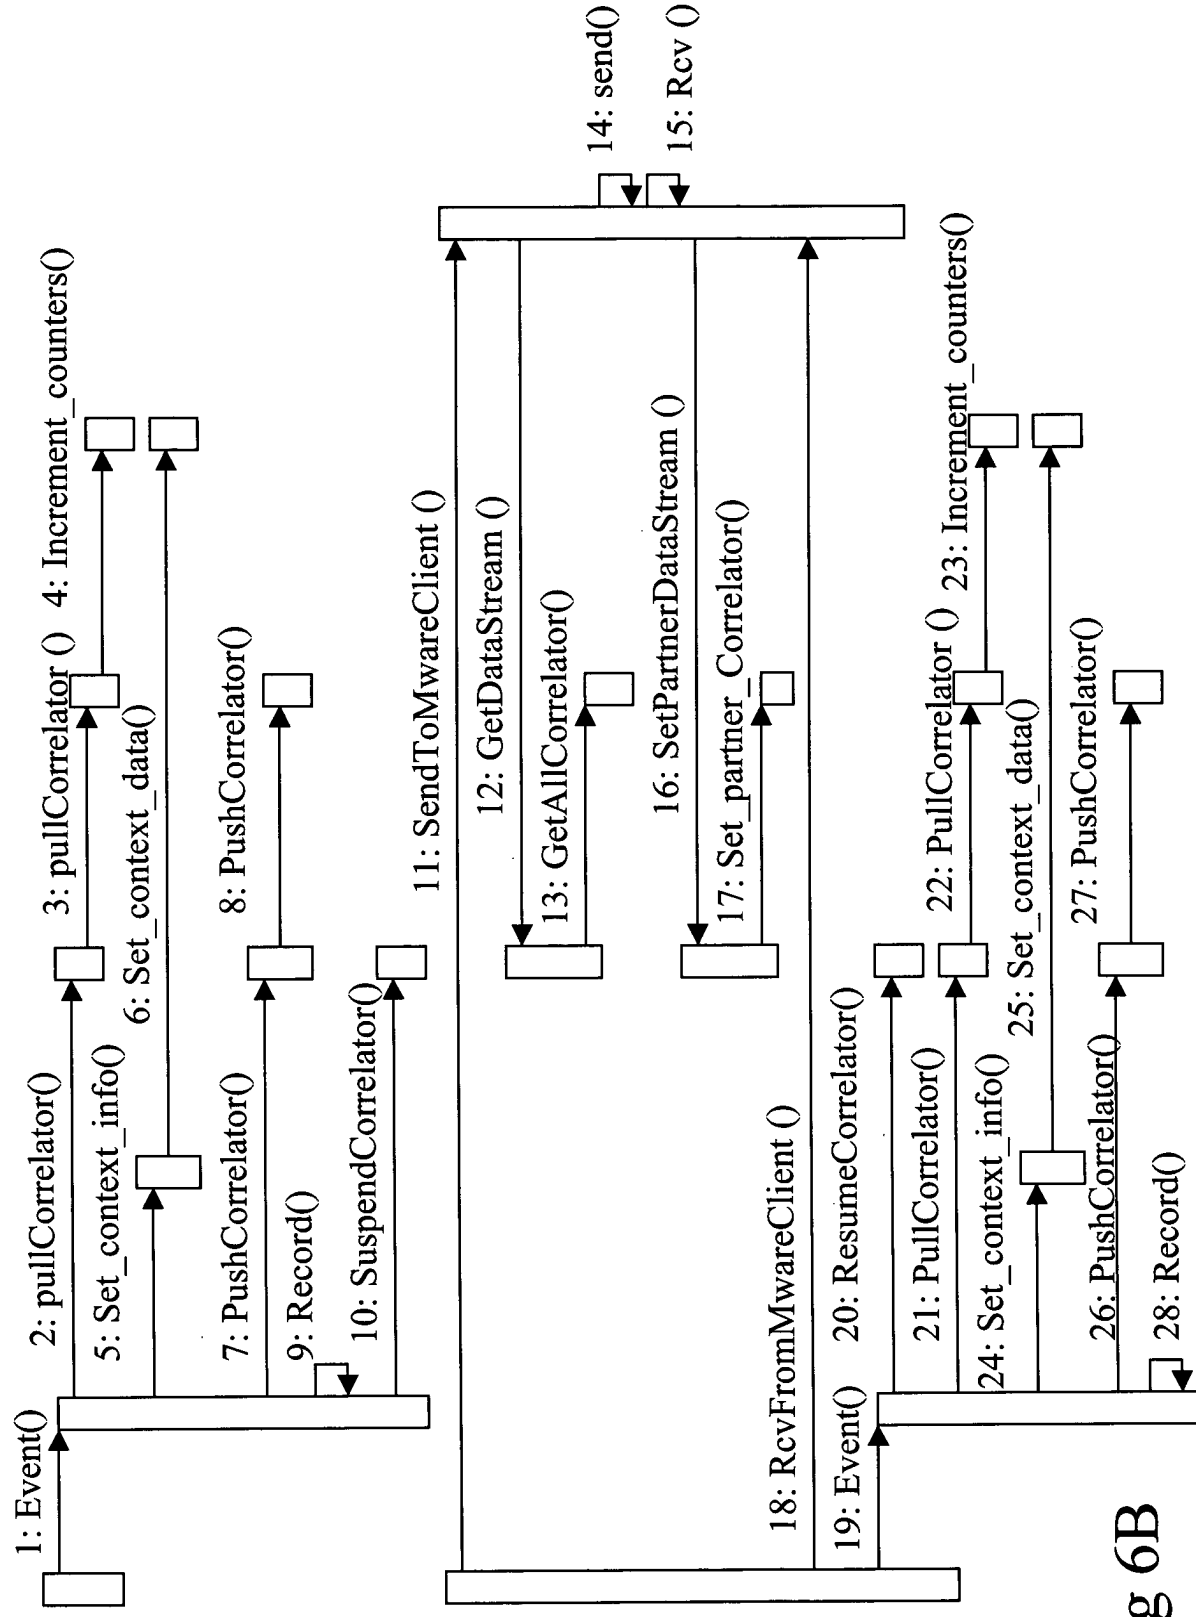 1: Event()
2: pullCorrelator()
3: pullCorrelator ()
4: Increment_counters()
5: Set_context_info()
6: Set_context_data()
7: PushCorrelator()
8: PushCorrelator()
9: Record()
10: SuspendCorrelator()
11: SendToMwareClient ()
12: GetDataStream ()
13: GetAllCorrelator()
14: send()
15: Rcv ()
16: SetPartnerDataStream ()
17: Set_partner_Correlator()
18: RcvFromMwareClient ()
19: Event()
20: ResumeCorrelator()
21: PullCorrelator()
22: PullCorrelator ()
23: Increment_counters()
24: Set_context_info()
25: Set_context_data()
26: PushCorrelator()
27: PushCorrelator()
28: Record()
g 6B